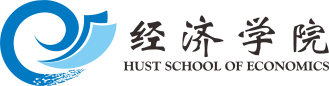 经济学院
HUST SCHOOL OF ECONOMICS